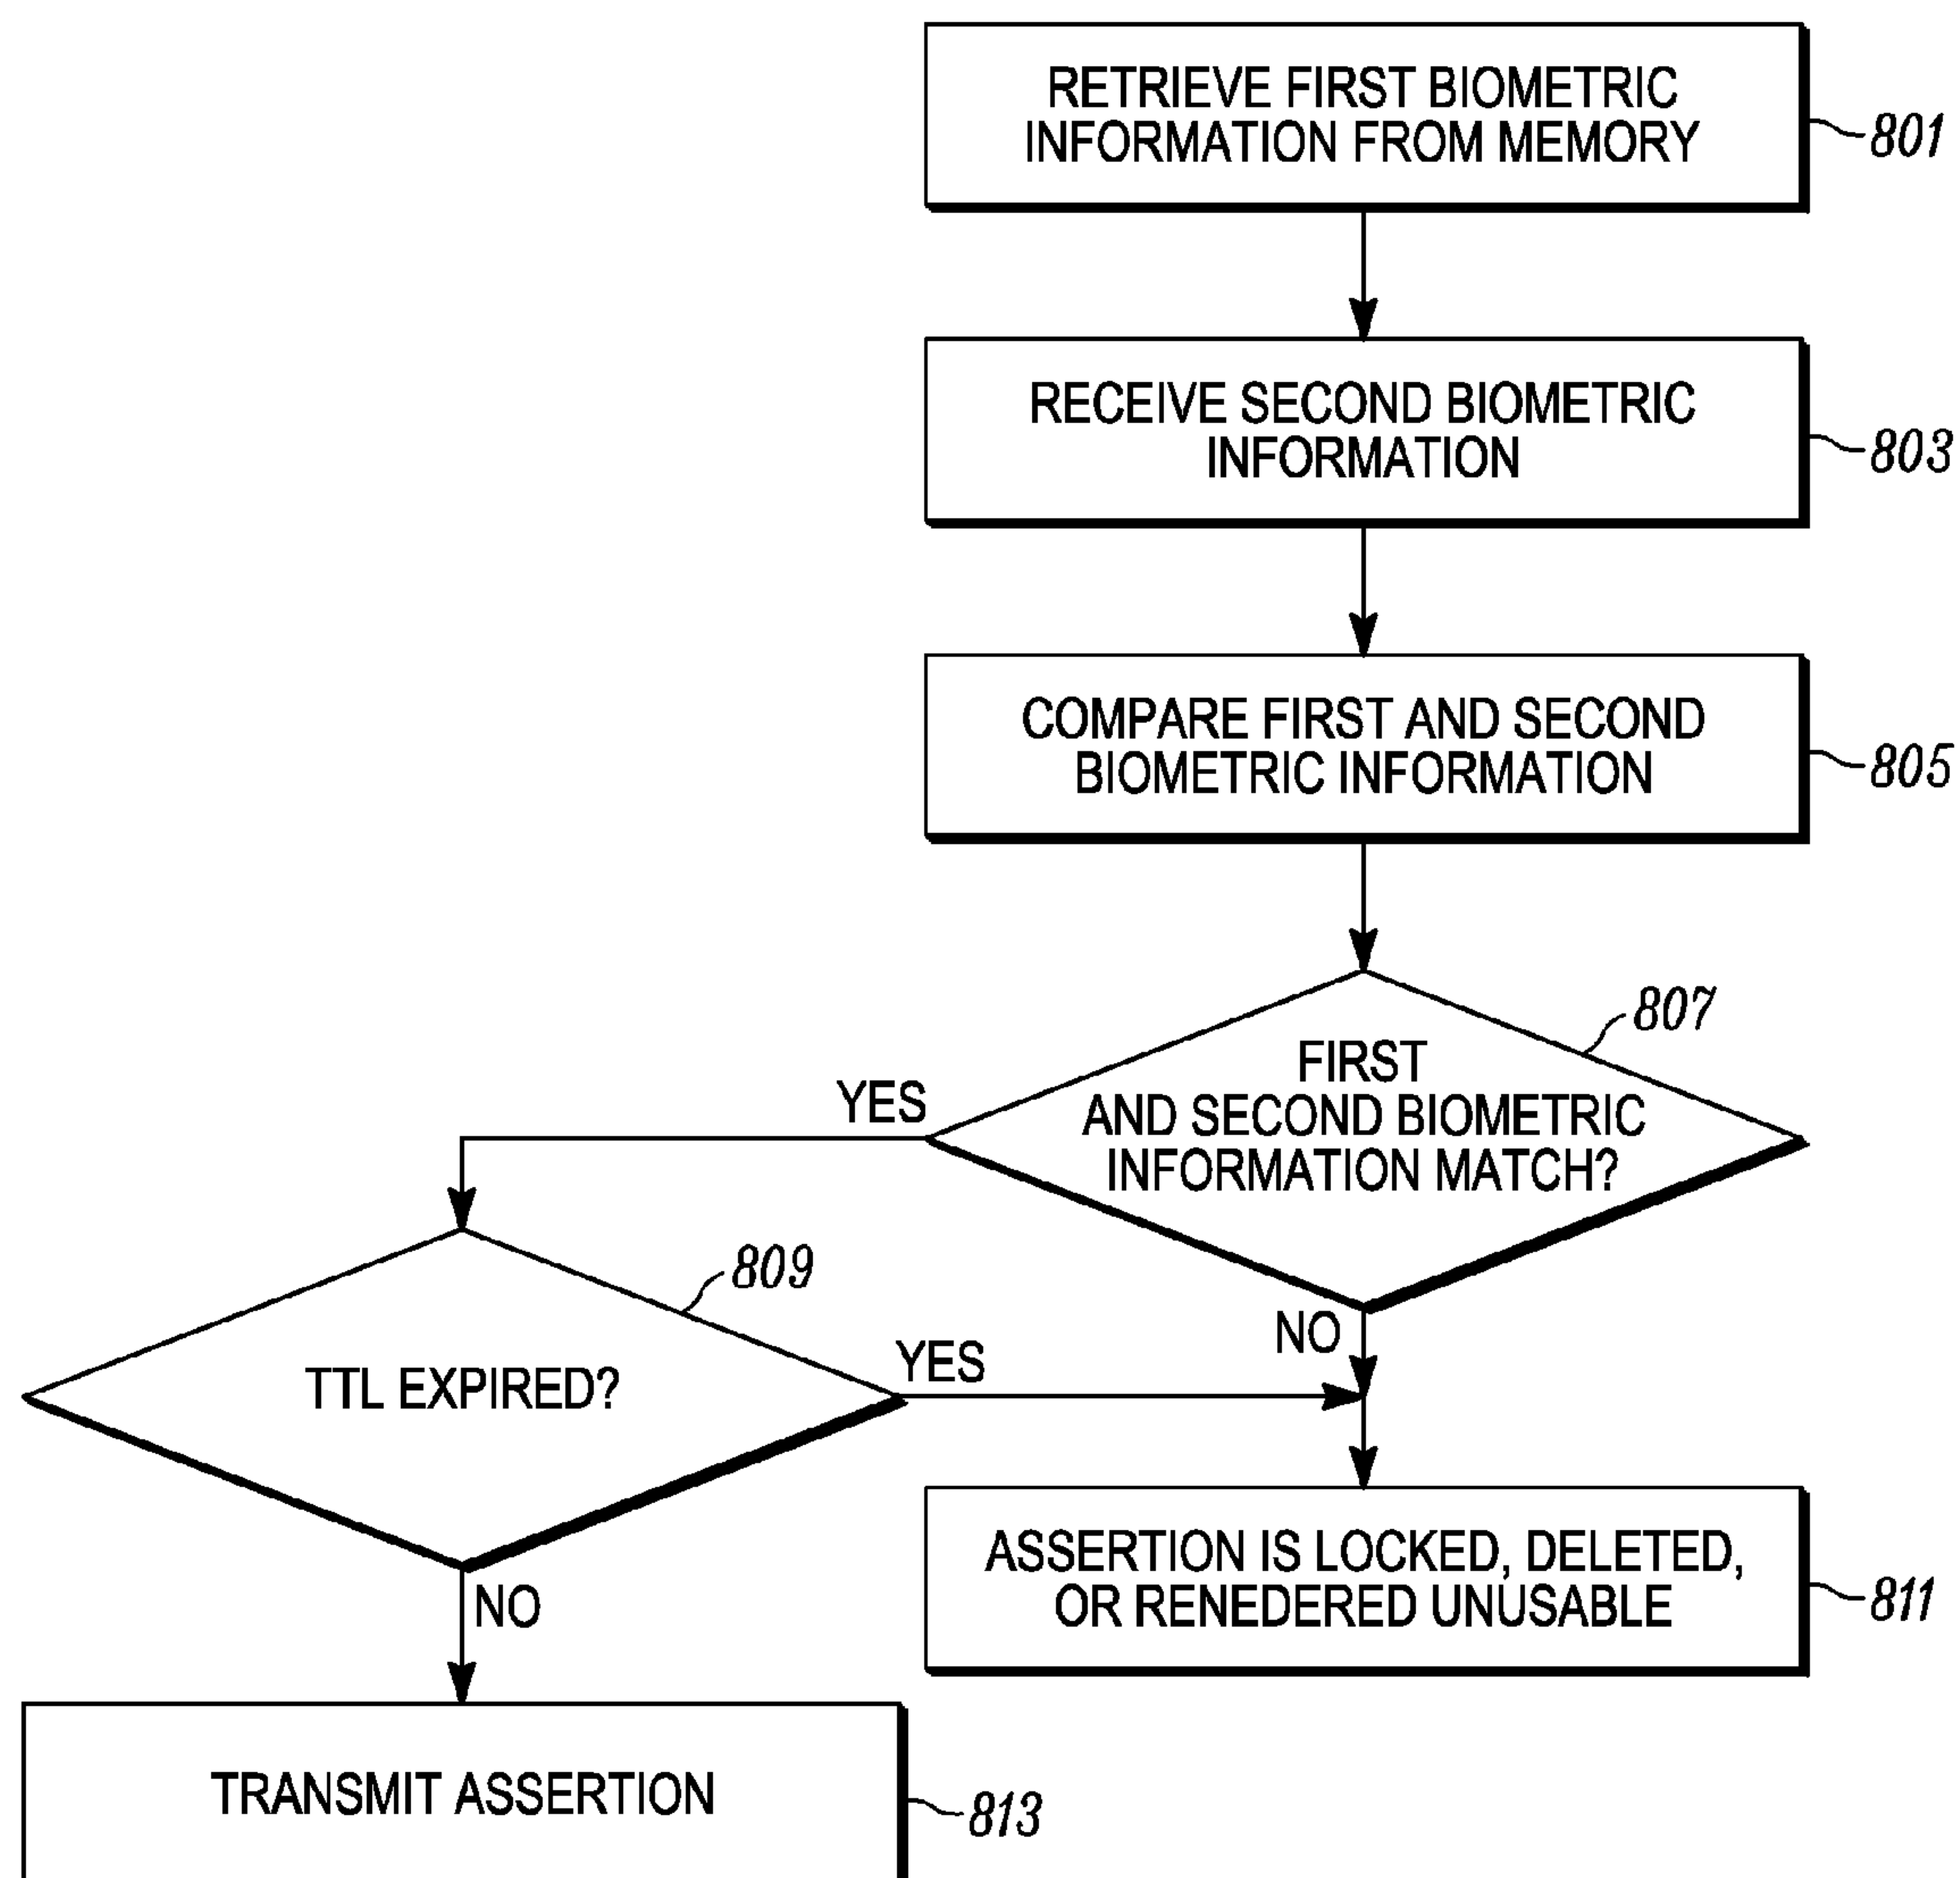 RETRIEVE FIRST BIOMETRIC
INFORMATION FROM MEMORY
801
RECEIVE SECOND BIOMETRIC
INFORMATION
803
COMPARE FIRST AND SECOND
BIOMETRIC INFORMATION
805
807
FIRST
AND SECOND BIOMETRIC
INFORMATION MATCH?
YES
NO
809
TTL EXPIRED?
YES
NO
ASSERTION IS LOCKED, DELETED,
OR RENEDERED UNUSABLE
811
TRANSMIT ASSERTION
813